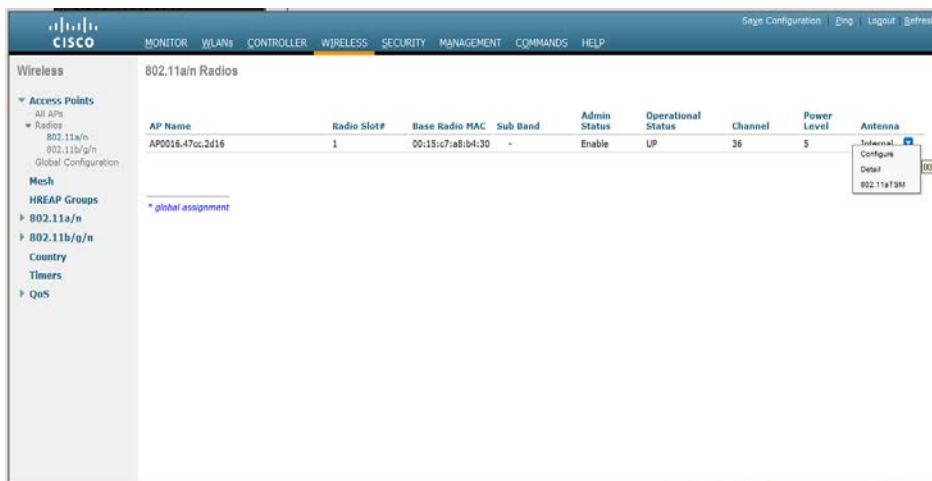 Save Configuration | Ping | Logout | Refresh
CISCO
MONITOR WLANs CONTROLLER WIRELESS SECURITY MANAGEMENT COMMANDS HELP
Wireless
802.11a/n Radios
Access Points
All APs
Radios
802.11a/n
802.11b/g/n
Global Configuration
Mesh
HREAP Groups
802.11a/n
802.11b/g/n
Country
Timers
QoS
AP Name Radio Slot# Base Radio MAC Sub Band Admin Status Operational Status Channel Power Level Antenna
AP0016.47cc.2d16 1 00:15:c7:a8:b4:30 - Enable UP 36 5 Internal
Configure
Detail
802.11aTSM
* global assignment